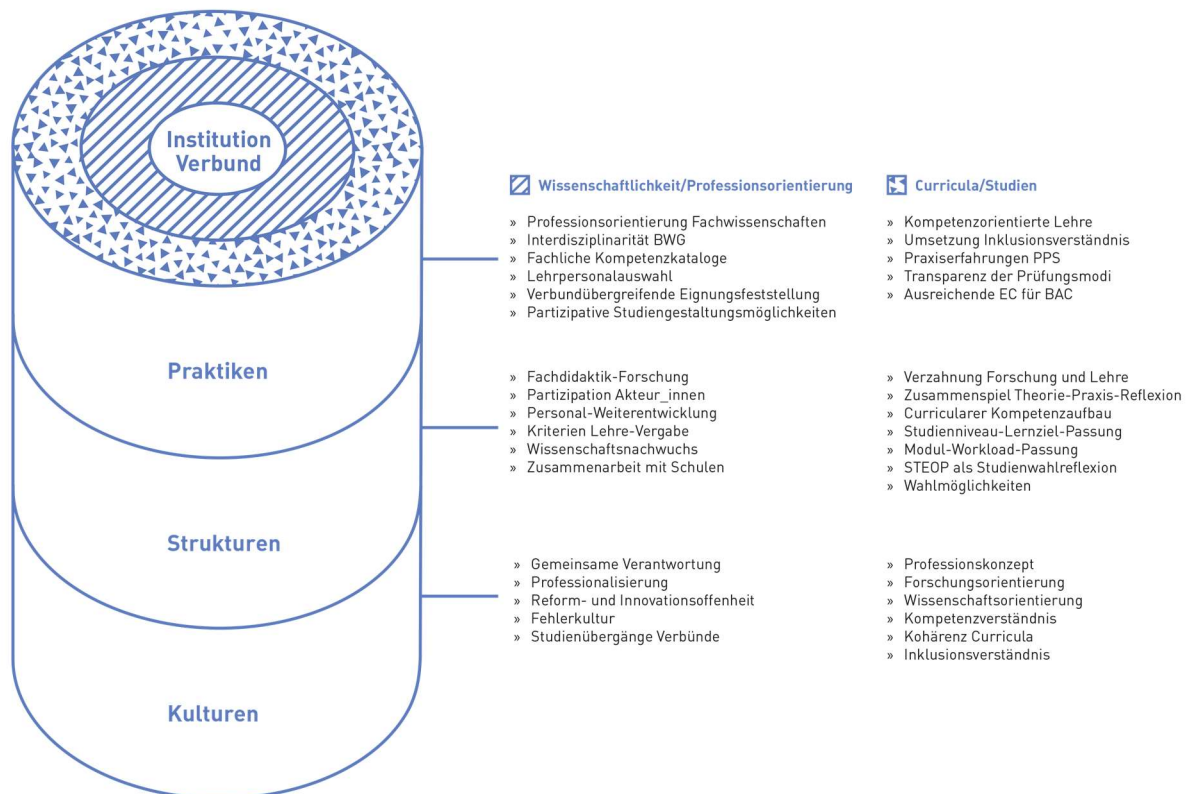 Institution
Verbund
Praktiken
Strukturen
Kulturen
Wissenschaftlichkeit/Professionsorientierung
» Professionsorientierung Fachwissenschaften
» Interdisziplinarität BWG
» Fachliche Kompetenzkataloge
» Lehrpersonalauswahl
» Verbundübergreifende Eignungsfeststellung
» Partizipative Studiengestaltungsmöglichkeiten
» Fachdidaktik-Forschung
» Partizipation Akteur_innen
» Personal-Weiterentwicklung
» Kriterien Lehre-Vergabe
» Wissenschaftsnachwuchs
» Zusammenarbeit mit Schulen
» Gemeinsame Verantwortung
» Professionalisierung
» Reform- und Innovationsoffenheit
» Fehlerkultur
» Studienübergänge Verbünde
Curricula/Studien
» Kompetenzorientierte Lehre
» Umsetzung Inklusionsverständnis
» Praxiserfahrungen PPS
» Transparenz der Prüfungsmodi
» Ausreichende EC für BAC
» Verzahnung Forschung und Lehre
» Zusammenspiel Theorie-Praxis-Reflexion
» Curricularer Kompetenzaufbau
» Studienniveau-Lernziel-Passung
» Modul-Workload-Passung
» STEOP als Studienwahlreflexion
» Wahlmöglichkeiten
» Professionskonzept
» Forschungsorientierung
» Wissenschaftsorientierung
» Kompetenzverständnis
» Kohärenz Curricula
» Inklusionsverständnis